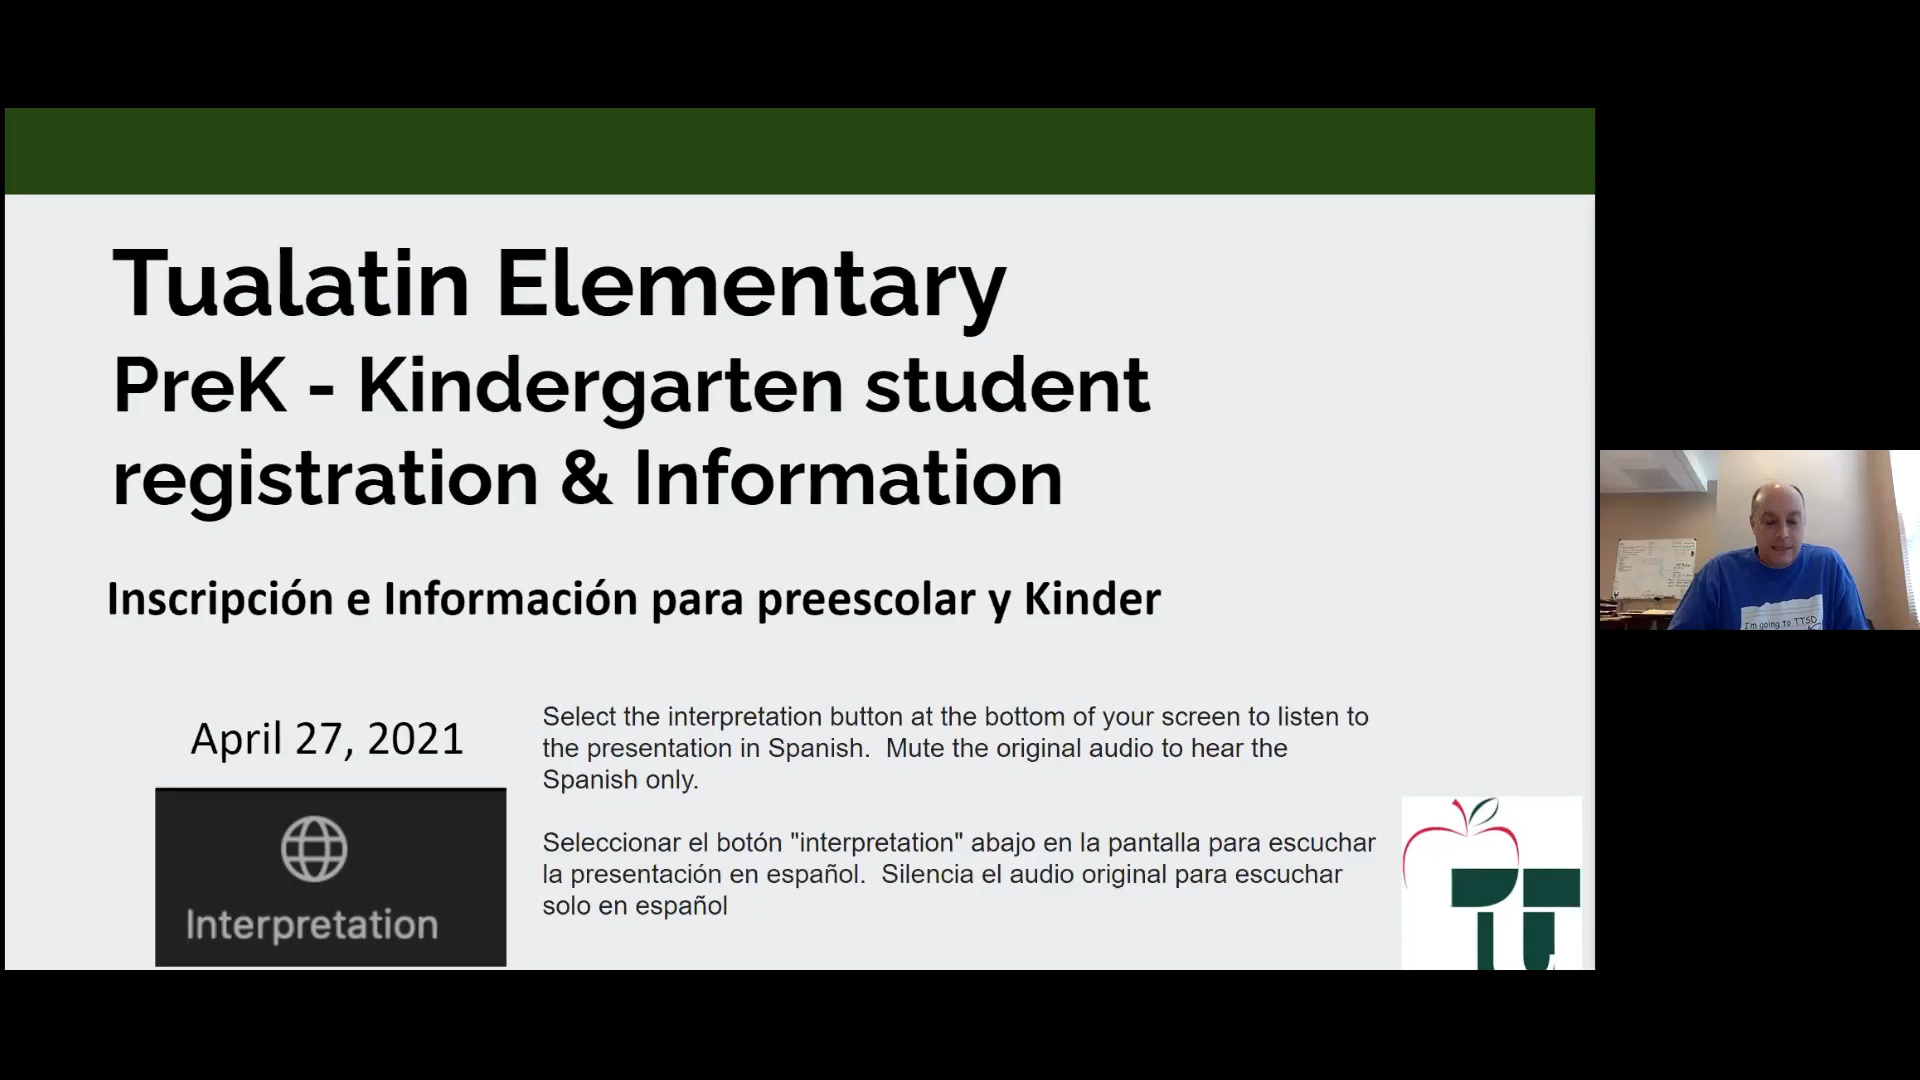 Tualatin Elementary
PreK - Kindergarten student
registration & Information
Inscripción e Información para preescolar y Kinder
April 27, 2021
Interpretation
Select the interpretation button at the bottom of your screen to listen to
the presentation in Spanish.  Mute the original audio to hear the
Spanish only.
Seleccionar el botón "interpretation" abajo en la pantalla para escuchar
la presentación en español.  Silencia el audio original para escuchar
solo en español
I'm going to TTSD